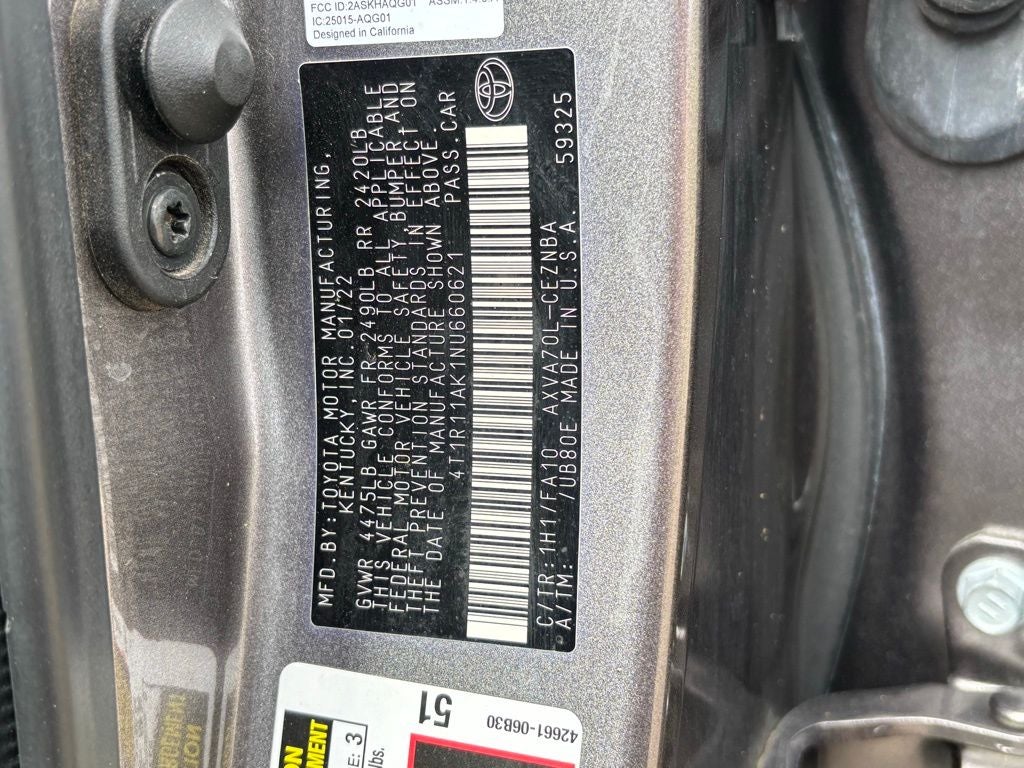 FCC ID:2ASKHAQG01
IC:25015-AQG01
Designed in California
MFD.BY:TOYOTA MOTOR MANUFACTURING,
KENTUCKY,INC. 01/22
GVWR 4475LB GAWR FR 2490LB RR 2420LB
THIS VEHICLE CONFORMS TO ALL APPLICABLE
FEDERAL MOTOR VEHICLE SAFETY,BUMPER,AND
THEFT PREVENTION STANDARDS IN EFFECT ON
THE DATE OF MANUFACTURE SHOWN ABOVE.
4T1MR11AK1NU660621 PASS.CAR
C/TR:1H1/FA10 AXVA70L-CEZNBA
A/TM: /UB80E MADE IN U.S.A. 59325
51
42661-06B30
E: 3
lbs.